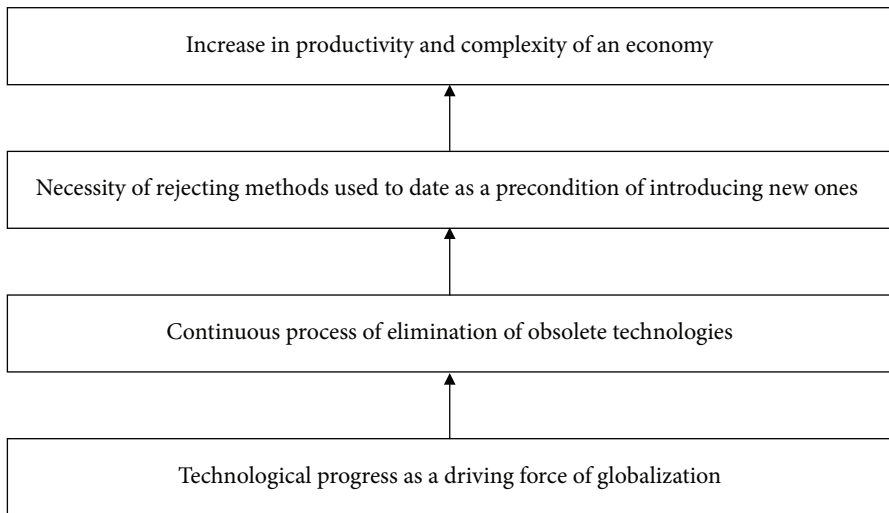 Increase in productivity and complexity of an economy
Necessity of rejecting methods used to date as a precondition of introducing new ones
Continuous process of elimination of obsolete technologies
Technological progress as a driving force of globalization